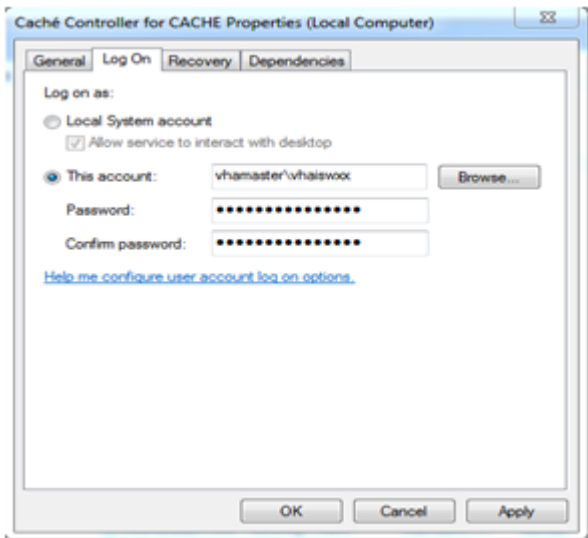 Caché Controller for CACHE Properties (Local Computer)
General Log On Recovery Dependencies
Log on as:
Local System account
Allow service to interact with desktop
This account: vhamaster\vhaiswxx Browse...
Password: ●●●●●●●●●●●●●●●
Confirm password: ●●●●●●●●●●●●●●●
Help me configure user account log on options.
OK Cancel Apply